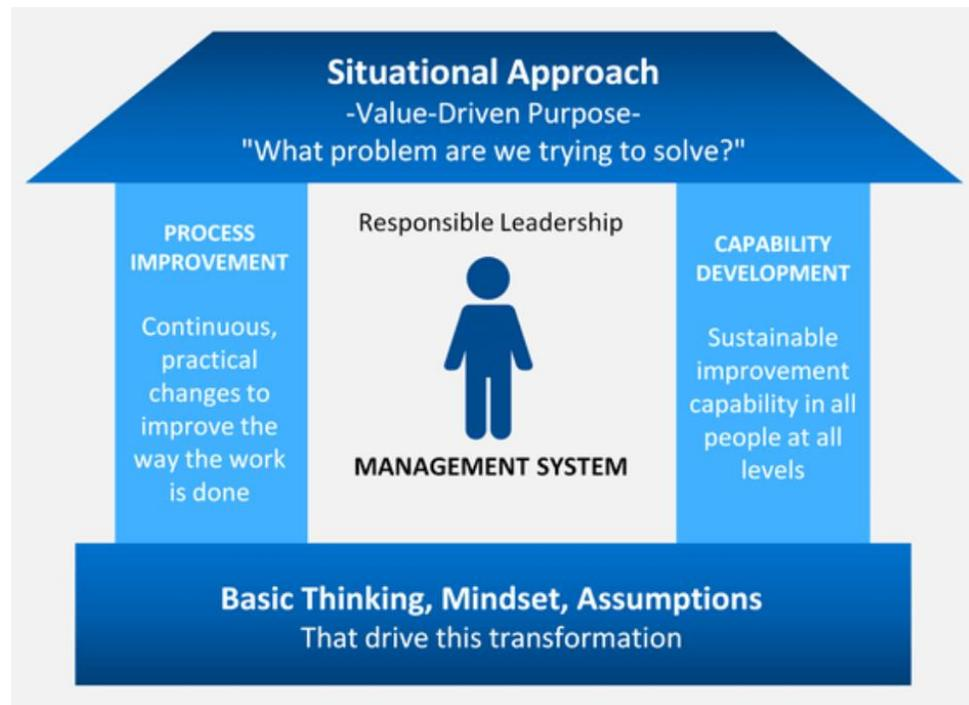 Situational Approach
-Value-Driven Purpose-
"What problem are we trying to solve?"
PROCESS
IMPROVEMENT
Continuous,
practical
changes to
improve the
way the work
is done
Responsible Leadership
MANAGEMENT SYSTEM
CAPABILITY
DEVELOPMENT
Sustainable
improvement
capability in all
people at all
levels
Basic Thinking, Mindset, Assumptions
That drive this transformation